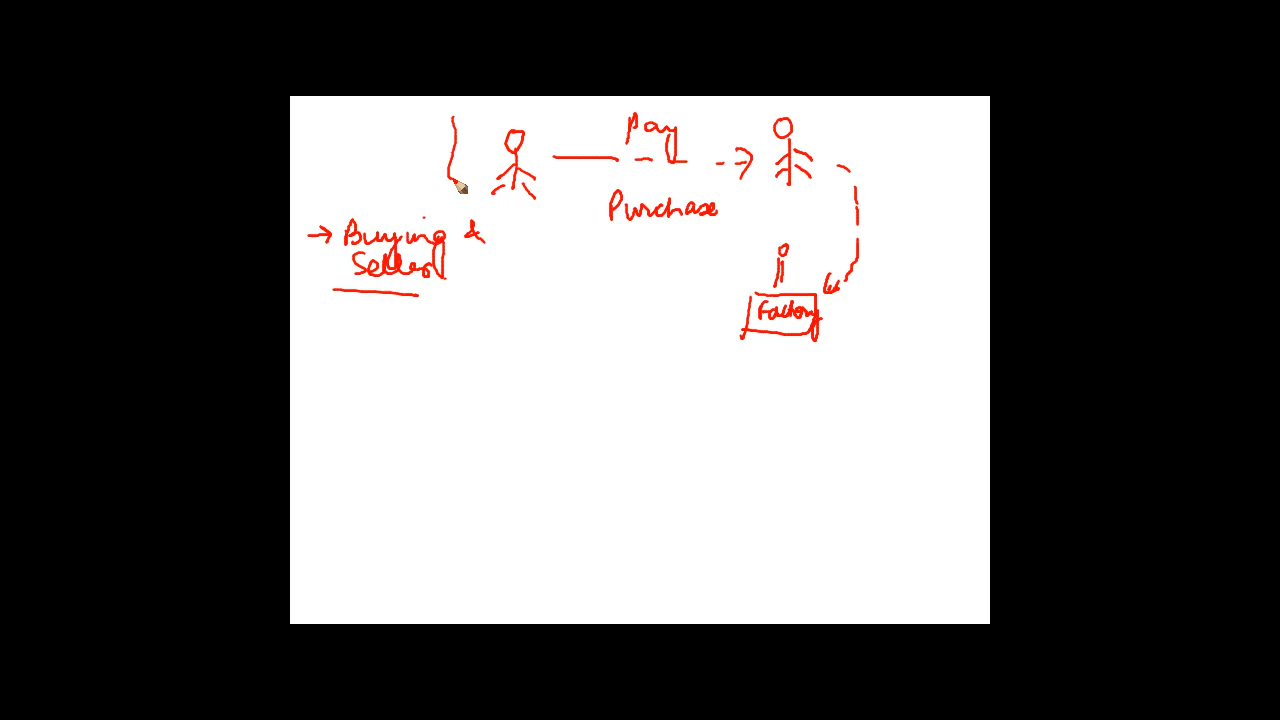 Pay
Purchase
→ Buying &
Seller
Factory